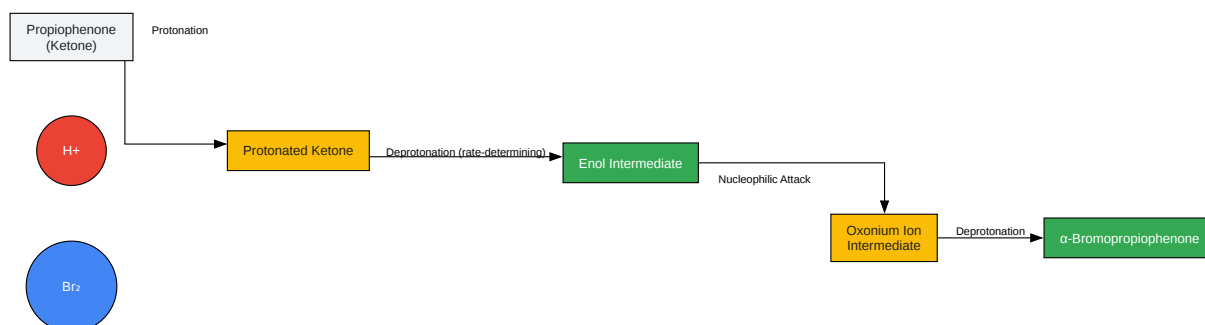 Propiophenone
(Ketone)
Protonation
H+
Protonated Ketone
Deprotonation (rate-determining)
Enol Intermediate
Nucleophilic Attack
Oxonium Ion
Intermediate
Deprotonation
α-Bromopropiophenone
Br₂